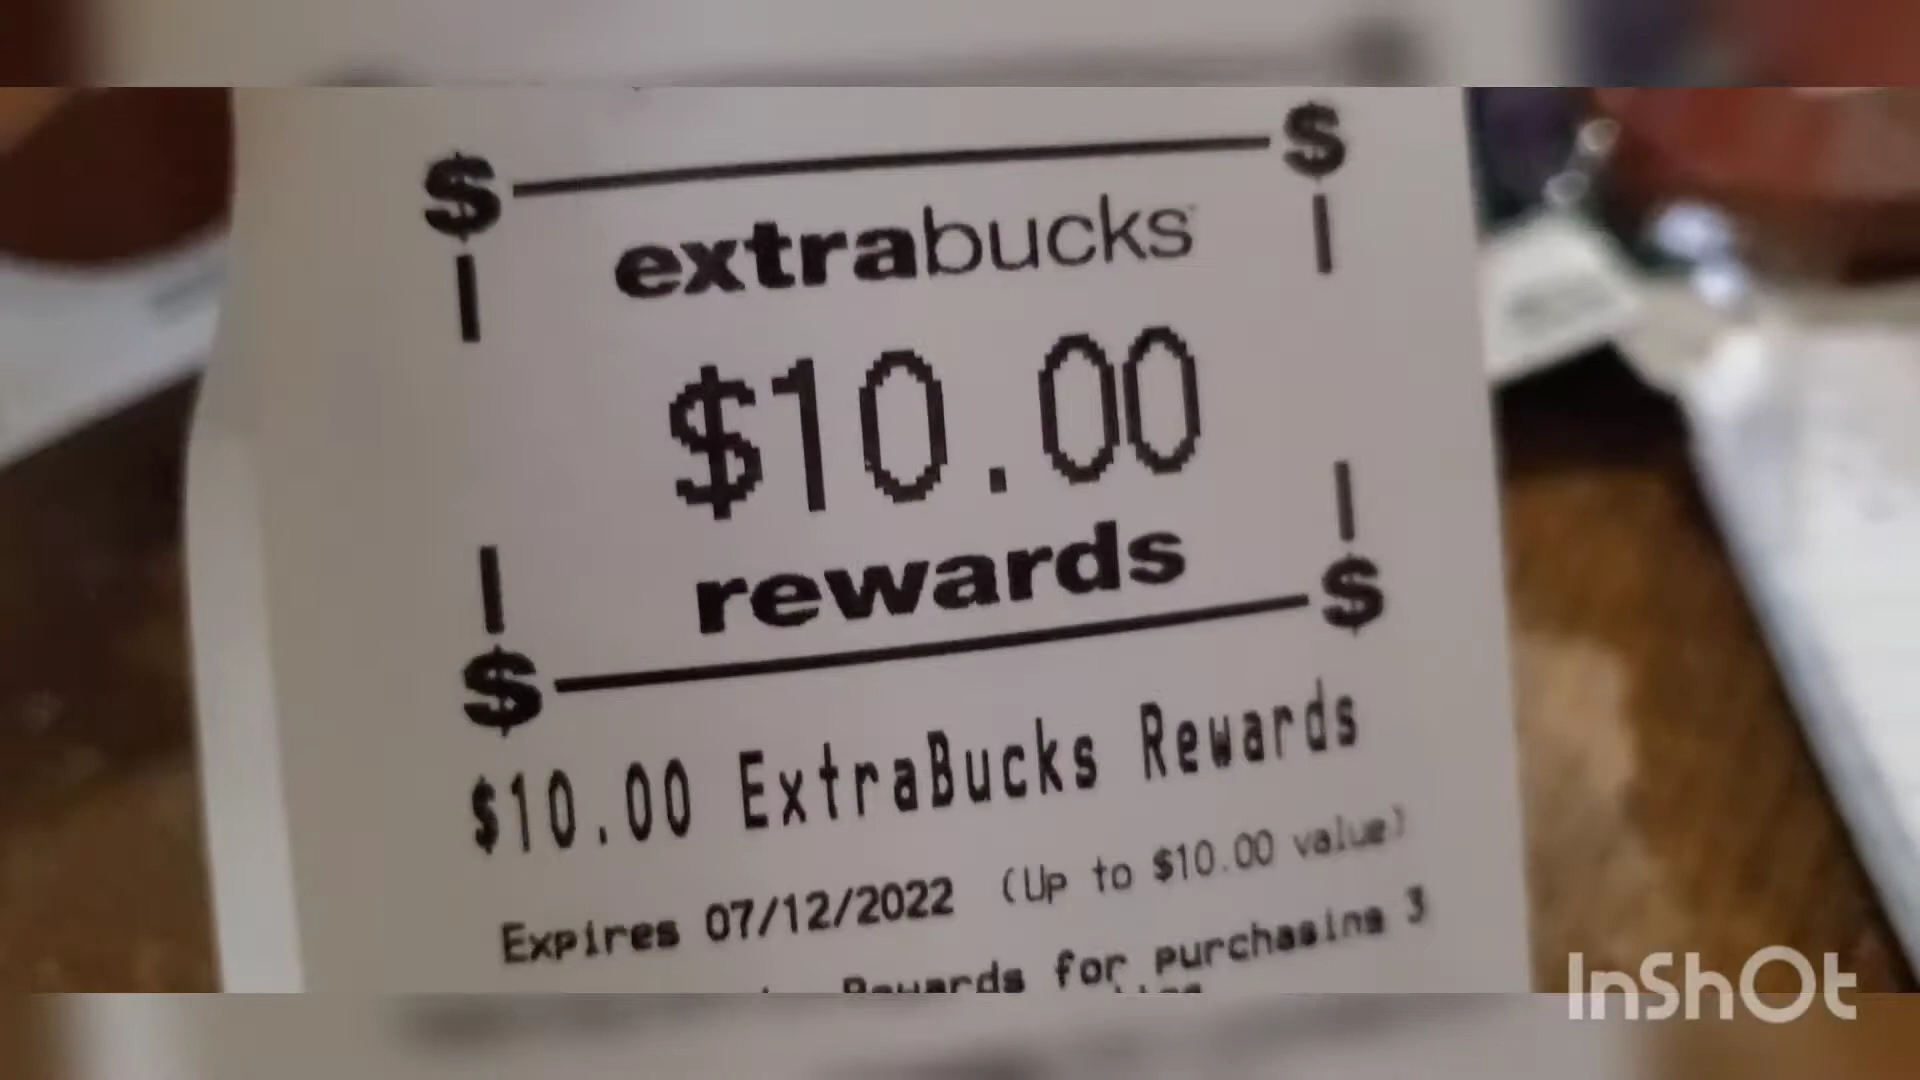 $ $
extrabucks
$10.00
rewards
$ $
$10.00 ExtraBucks Rewards
Expires 07/12/2022 (Up to $10.00 value)
Rewards for purchasing 3
InShOt